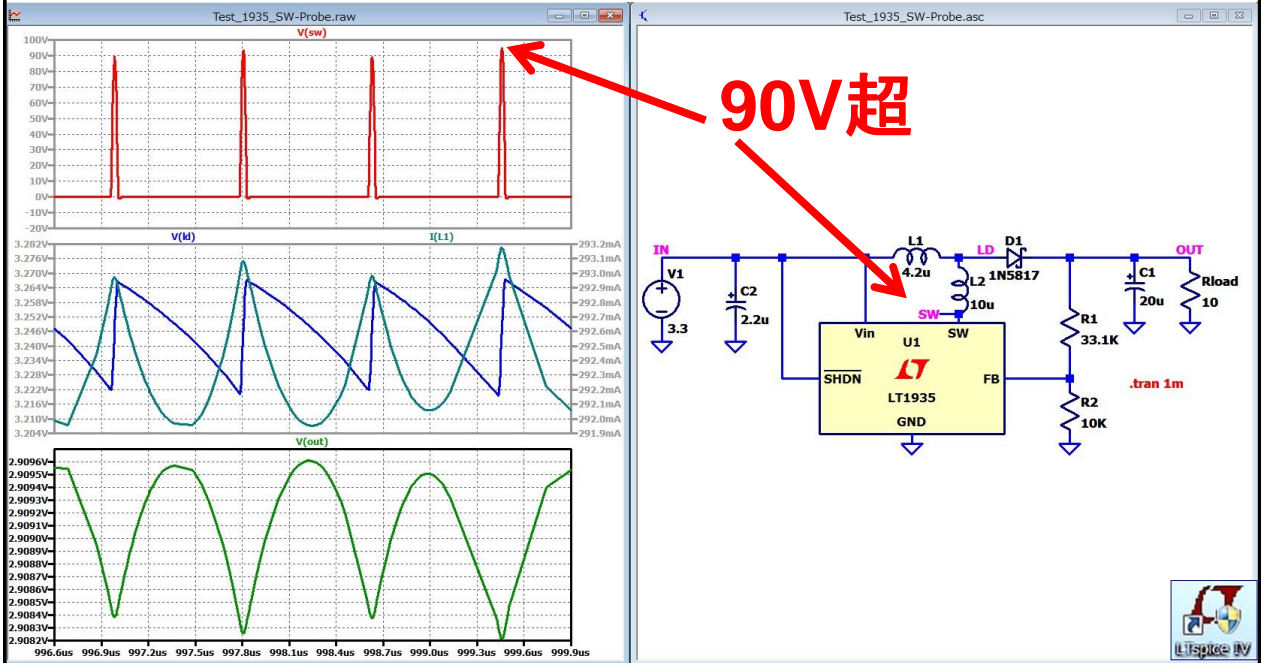 Test_1935_SW-Probe.raw
V(sw)
100V
90V
80V
70V
60V
50V
40V
30V
20V
10V
0V
-10V
-20V
V(ld)
I(L1)
3.282V
3.276V
3.270V
3.264V
3.258V
3.252V
3.246V
3.240V
3.234V
3.228V
3.222V
3.216V
3.210V
3.204V
293.2mA
293.1mA
293.0mA
292.9mA
292.8mA
292.7mA
292.6mA
292.5mA
292.4mA
292.3mA
292.2mA
292.1mA
292.0mA
291.9mA
V(out)
2.9096V
2.9095V
2.9094V
2.9093V
2.9092V
2.9091V
2.9090V
2.9089V
2.9088V
2.9087V
2.9086V
2.9085V
2.9084V
2.9083V
2.9082V
996.6us 996.9us 997.2us 997.5us 997.8us 998.1us 998.4us 998.7us 999.0us 999.3us 999.6us 999.9us
Test_1935_SW-Probe.asc
90V超
IN
L1
4.2u
LD
D1
1N5817
OUT
V1
3.3
C2
2.2u
L2
10u
SW
C1
20u
Rload
10
R1
33.1K
Vin
U1
SW
SHDN
LT1935
FB
GND
R2
10K
.tran 1m
LTspice IV